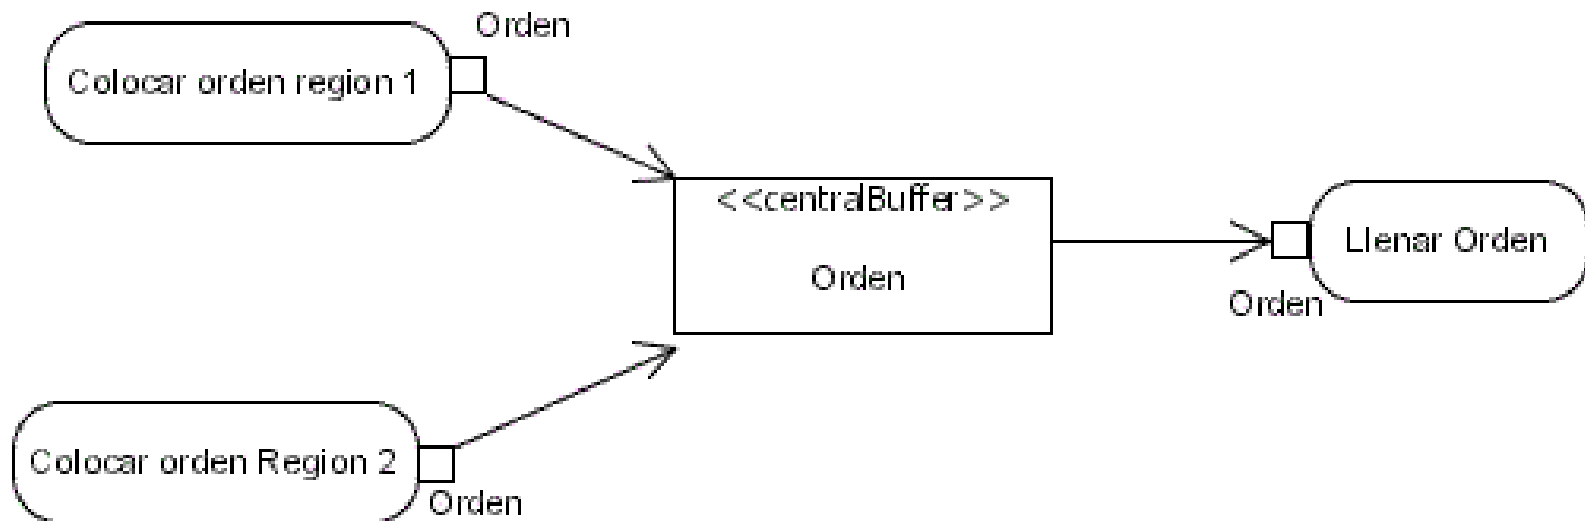 Orden
Colocar orden region 1
<<centralBuffer>>
Orden
Llenar Orden
Orden
Colocar orden Region 2
Orden